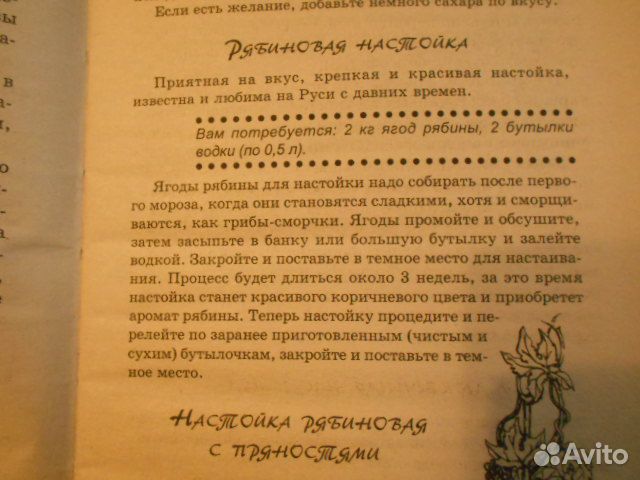 Если есть желание, добавьте немного сахара по вкусу.
РЯБИНОВАЯ НАСТОЙКА
Приятная на вкус, крепкая и красивая настойка,
известна и любима на Руси с давних времен.
Вам потребуется: 2 кг ягод рябины, 2 бутылки
водки (по 0,5 л).
Ягоды рябины для настойки надо собирать после перво-
го мороза, когда они становятся сладкими, хотя и сморщи-
ваются, как грибы-сморчки. Ягоды промойте и обсушите,
затем засыпьте в банку или большую бутылку и залейте
водкой. Закройте и поставьте в темное место для настаива-
ния. Процесс будет длиться около 3 недель, за это время
настойка станет красивого коричневого цвета и приобретет
аромат рябины. Теперь настойку процедите и пе-
релейте по заранее приготовленным (чистым и
сухим) бутылочкам, закройте и поставьте в тем-
ное место.
НАСТОЙКА РЯБИНОВАЯ
С ПРЯНОСТЯМИ
Avito